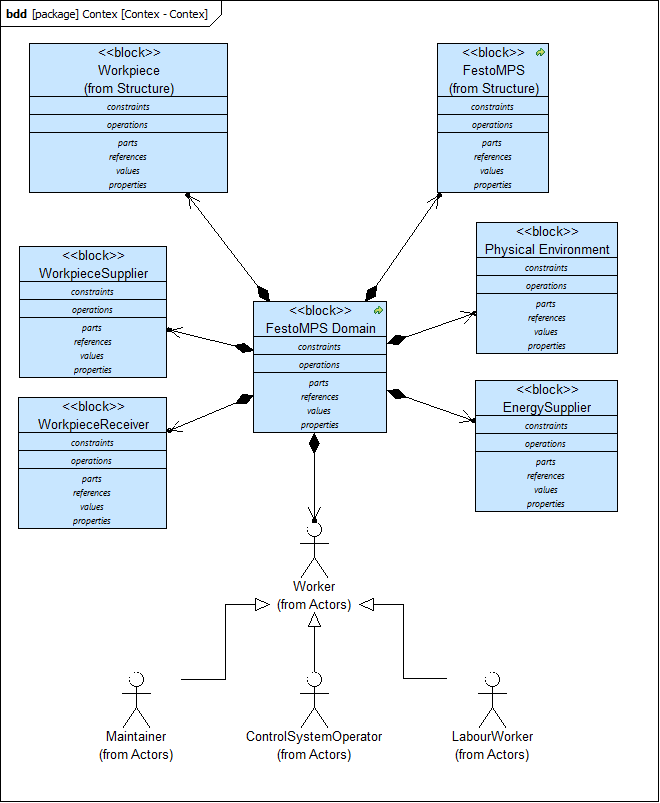 bdd [package] Contex [Contex - Contex]
<<block>>
Workpiece
(from Structure)
constraints
operations
parts
references
values
properties
<<block>>
FestoMPS
(from Structure)
constraints
operations
parts
references
values
properties
<<block>>
WorkpieceSupplier
constraints
operations
parts
references
values
properties
<<block>>
Physical Environment
constraints
operations
parts
references
values
properties
<<block>>
FestoMPS Domain
constraints
operations
parts
references
values
properties
<<block>>
WorkpieceReceiver
constraints
operations
parts
references
values
properties
<<block>>
EnergySupplier
constraints
operations
parts
references
values
properties
Worker
(from Actors)
Maintainer
(from Actors)
ControlSystemOperator
(from Actors)
LabourWorker
(from Actors)